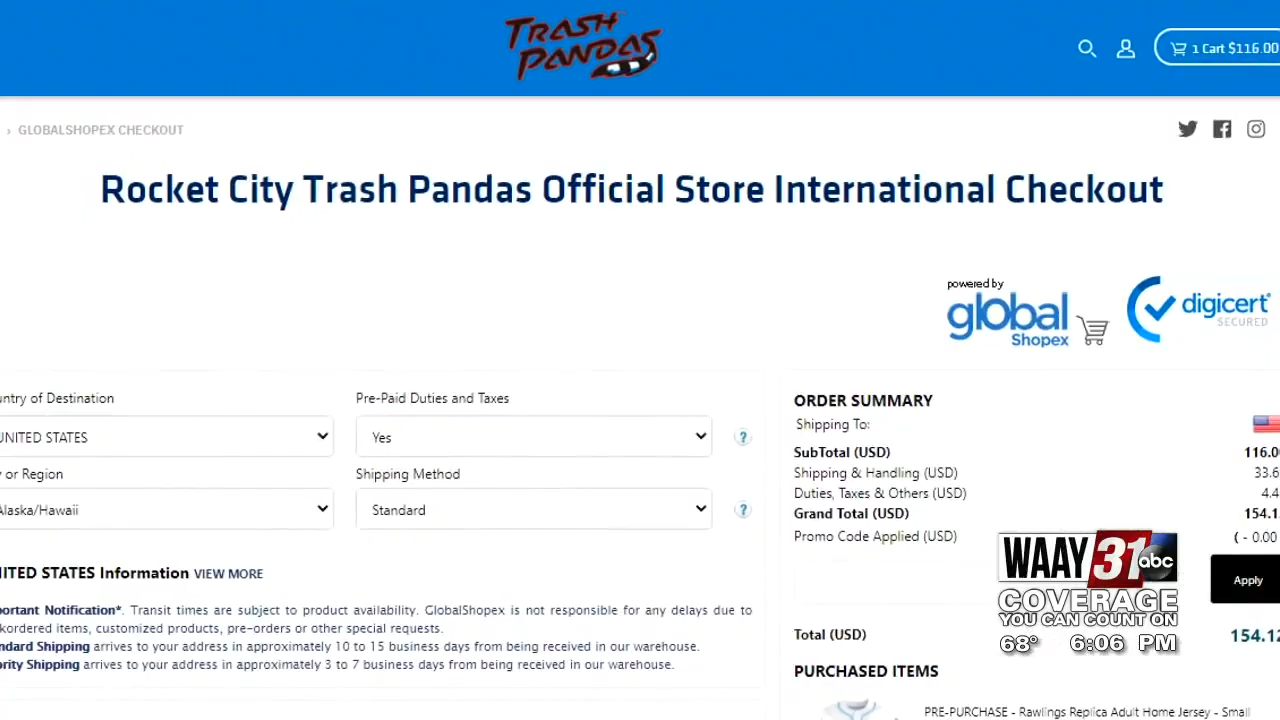 TRASH
PANDAS
1 Cart $116.00
› GLOBALSHOPEX CHECKOUT
Rocket City Trash Pandas Official Store International Checkout
powered by
global
Shopex
digicert®
SECURED
untry of Destination
Pre-Paid Duties and Taxes
UNITED STATES
Yes
?
y or Region
Shipping Method
Alaska/Hawaii
Standard
?
ITED STATES Information VIEW MORE
portant Notification*. Transit times are subject to product availability. GlobalShopex is not responsible for any delays due to
kordered items, customized products, pre-orders or other special requests.
ndard Shipping arrives to your address in approximately 10 to 15 business days from being received in our warehouse.
ority Shipping arrives to your address in approximately 3 to 7 business days from being received in our warehouse.
ORDER SUMMARY
Shipping To:
SubTotal (USD) 116.0
Shipping & Handling (USD) 33.6
Duties, Taxes & Others (USD) 4.4
Grand Total (USD) 154.1
Promo Code Applied (USD) ( - 0.00
Apply
Total (USD) 154.12
PURCHASED ITEMS
PRE-PURCHASE - Rawlings Replica Adult Home Jersey - Small
WAAY 31 abc
COVERAGE
YOU CAN COUNT ON
68° 6:06 PM